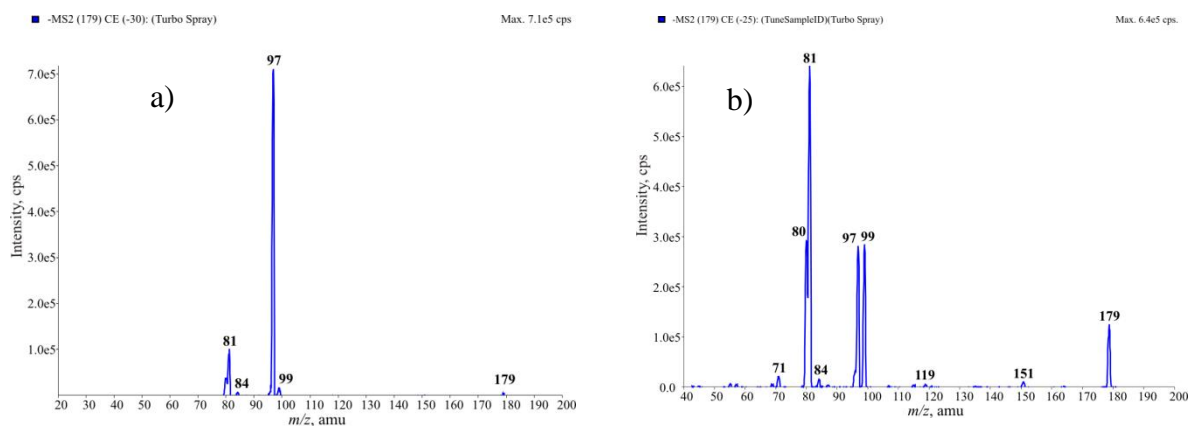 -MS2 (179) CE (-30): (Turbo Spray)
Max. 7.1e5 cps
a)
Intensity, cps
7.0e5
6.0e5
5.0e5
4.0e5
3.0e5
2.0e5
1.0e5
97
81
84
99
179
20 30 40 50 60 70 80 90 100 110 120 130 140 150 160 170 180 190 200
m/z, amu
-MS2 (179) CE (-25): (TuneSampleID)(Turbo Spray)
Max. 6.4e5 cps.
b)
Intensity, cps
6.0e5
5.0e5
4.0e5
3.0e5
2.0e5
1.0e5
0.0
81
80
97 99
179
71
84
119
151
40 50 60 70 80 90 100 110 120 130 140 150 160 170 180 190 200
m/z, amu